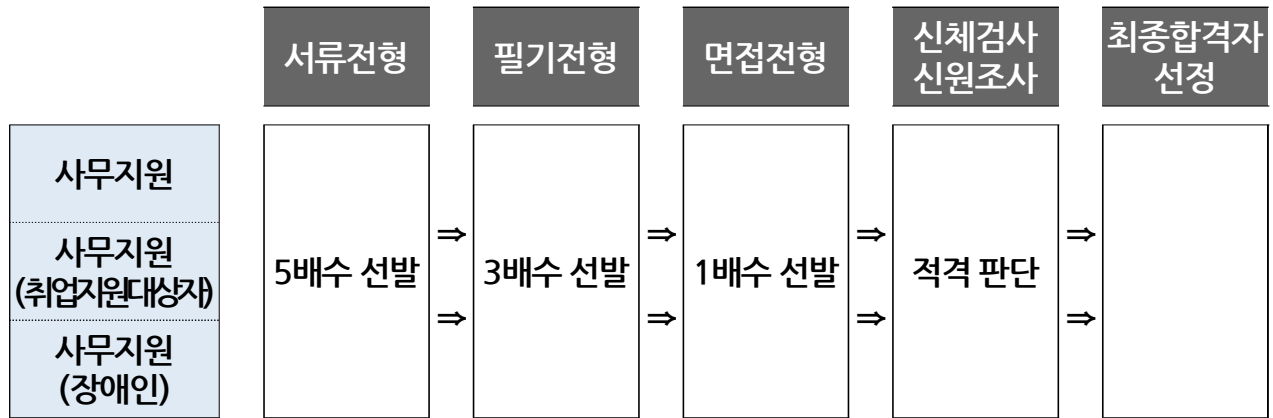 서류전형
필기전형
면접전형
신체검사
신원조사
최종합격자
선정
사무지원
사무지원
(취업지원대상자)
사무지원
(장애인)
5배수 선발
⇒
⇒
3배수 선발
⇒
⇒
1배수 선발
⇒
⇒
적격 판단
⇒
⇒